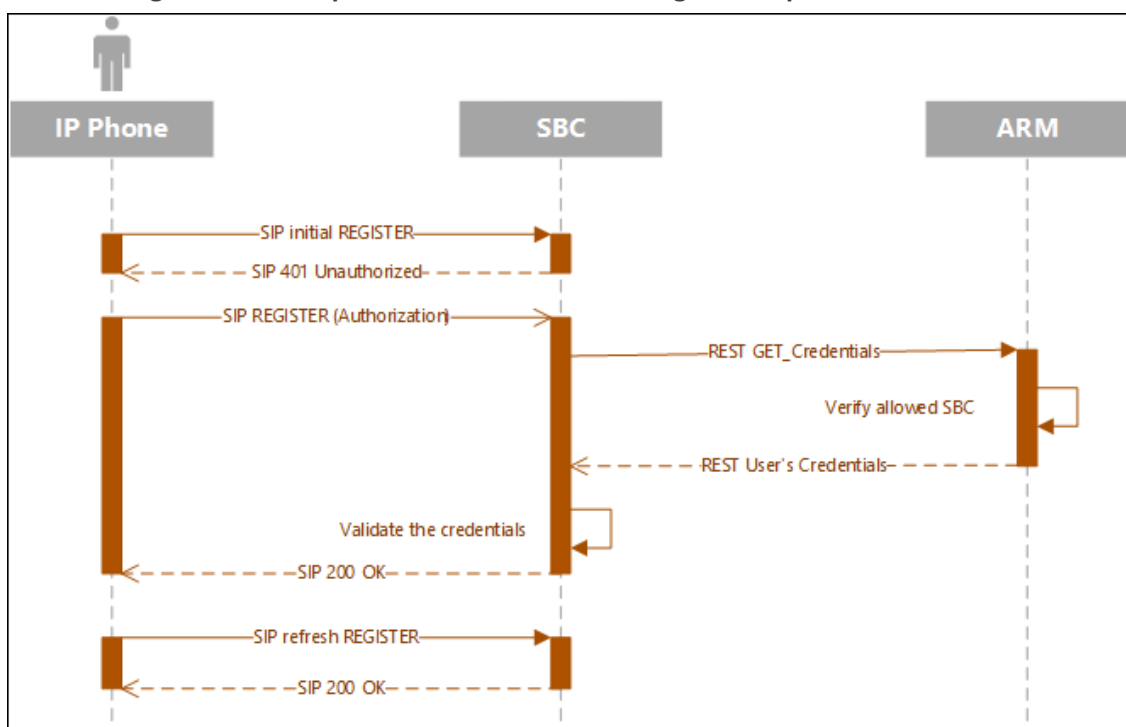 IP Phone
SBC
ARM
SIP initial REGISTER
SIP 401 Unauthorized
SIP REGISTER (Authorization)
REST GET_Credentials
Verify allowed SBC
REST User's Credentials
Validate the credentials
SIP 200 OK
SIP refresh REGISTER
SIP 200 OK